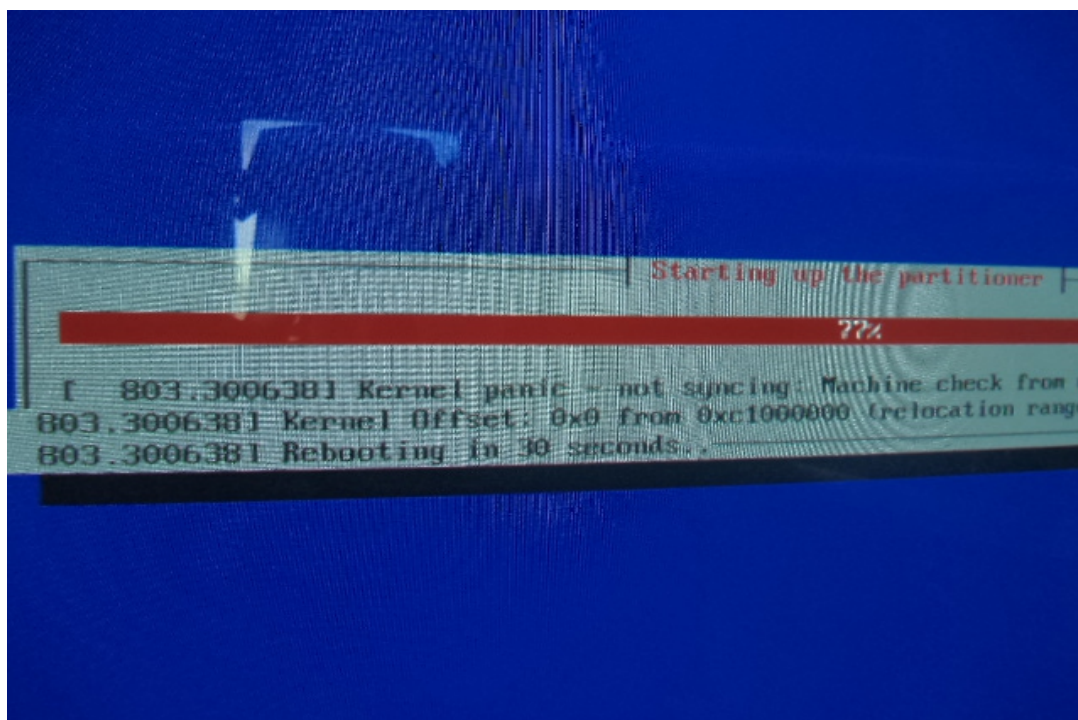 Starting up the partitioner
77%
[ 803.300638] Kernel panic - not syncing: Machine check from
803.300638] Kernel Offset: 0x0 from 0xc1000000 (relocation rang
803.300638] Rebooting in 30 seconds..